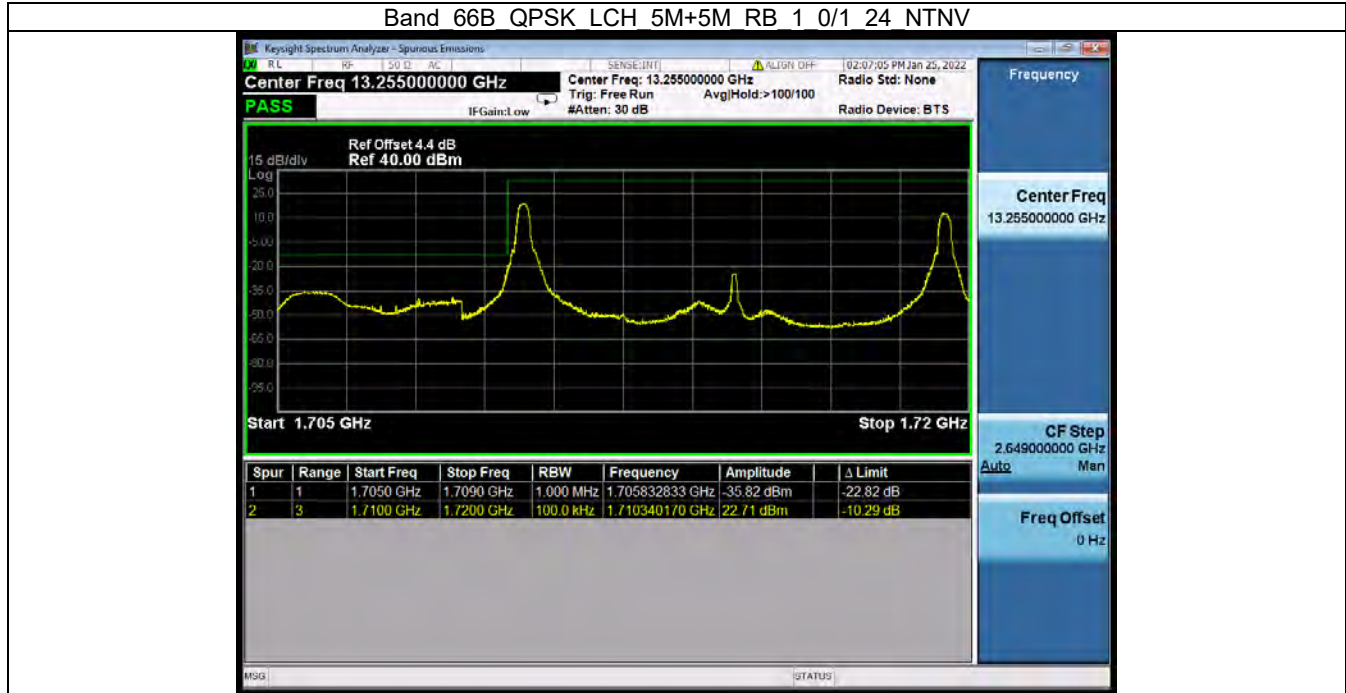 Band_66B_QPSK_LCH_5M+5M_RB_1_0/1_24_NTNV
Keysight Spectrum Analyzer - Spurious Emissions
RL RF 50 Ω AC SENSE:INT ALIGN OFF 02:07:05 PM Jan 25, 2022
Center Freq 13.255000000 GHz
Center Freq: 13.255000000 GHz
Radio Std: None
Trig: Free Run Avg|Hold:>100/100
PASS
IFGain:Low
#Atten: 30 dB
Radio Device: BTS
Frequency
Ref Offset 4.4 dB
15 dB/div Ref 40.00 dBm
Log
25.0
10.0
-5.00
-20.0
-35.0
-50.0
-65.0
-80.0
-95.0
Start 1.705 GHz Stop 1.72 GHz
Center Freq
13.255000000 GHz
CF Step
2.649000000 GHz
Auto Man
Freq Offset
0 Hz
Spur Range Start Freq Stop Freq RBW Frequency Amplitude Δ Limit
1 1 1.7050 GHz 1.7090 GHz 1.000 MHz 1.705832833 GHz -35.82 dBm -22.82 dB
2 3 1.7100 GHz 1.7200 GHz 100.0 kHz 1.710340170 GHz 22.71 dBm -10.29 dB
MSG STATUS